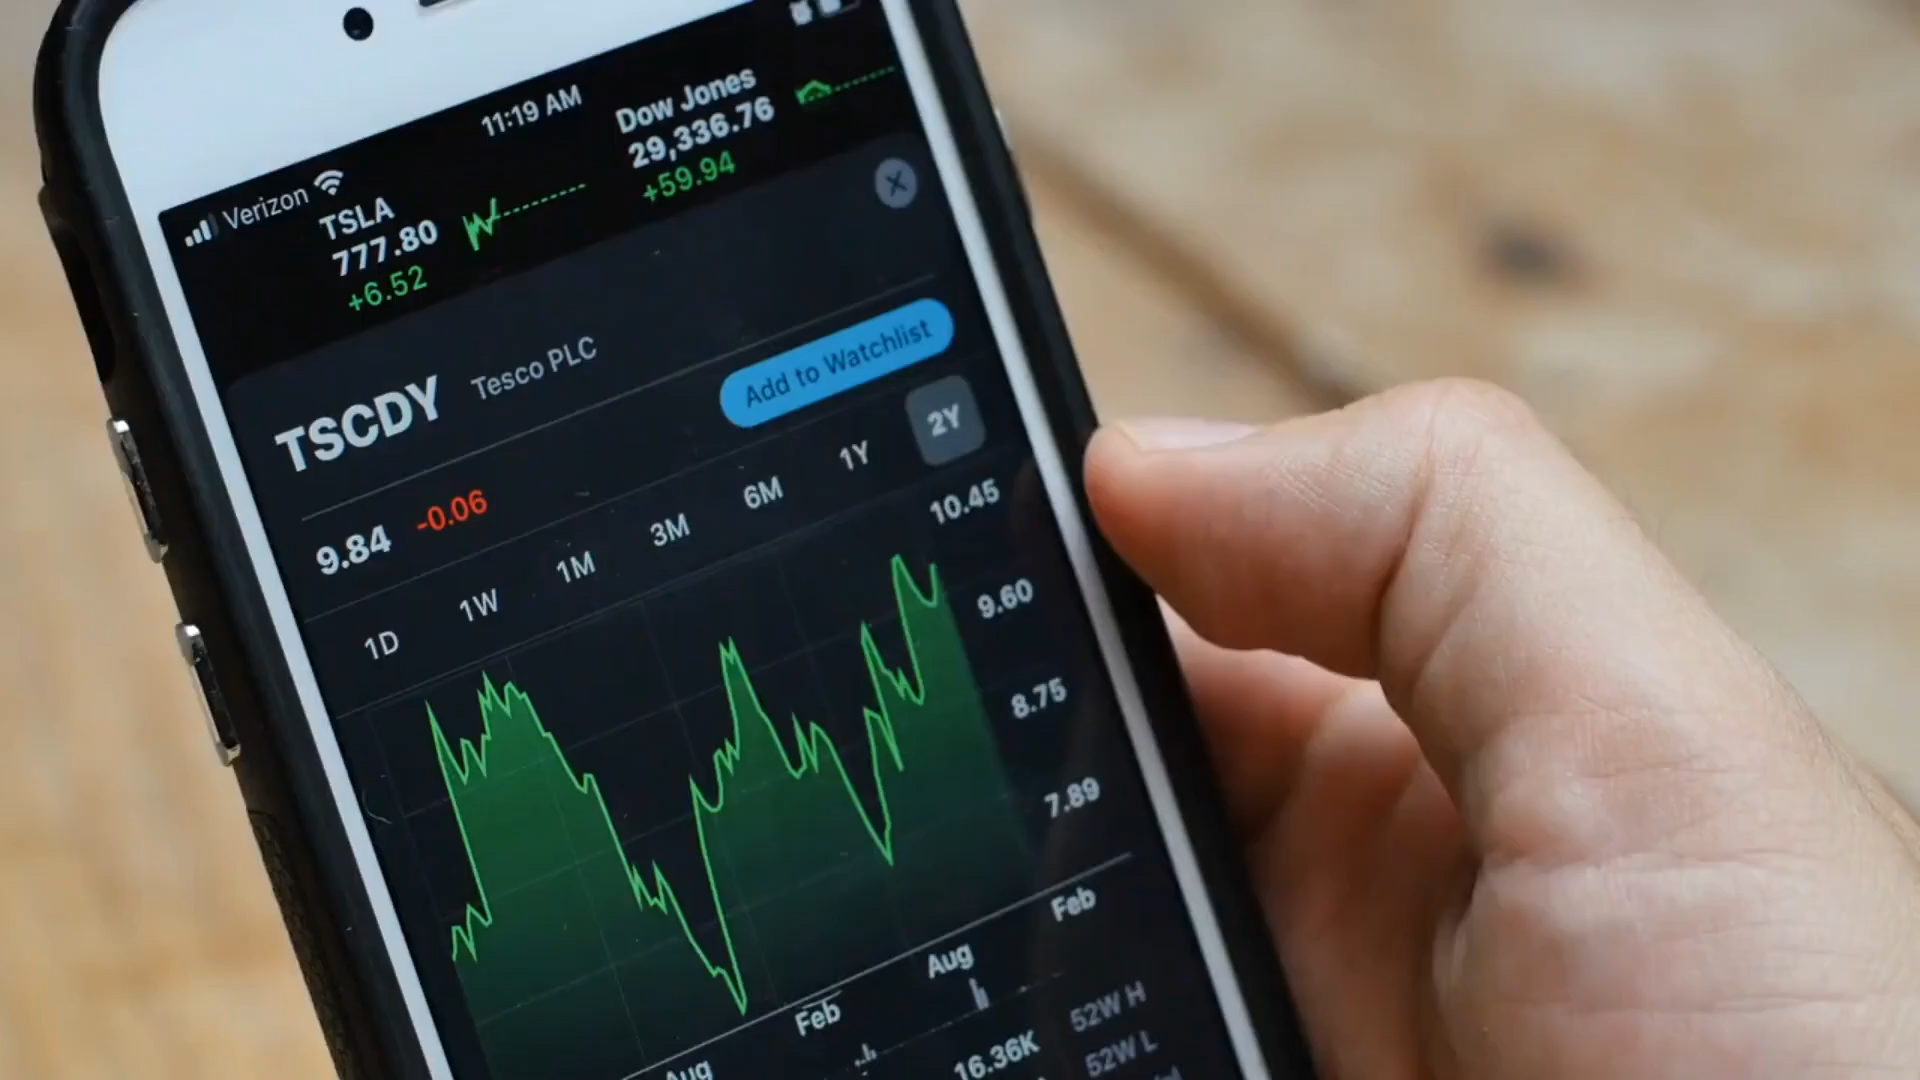 11:19 AM
Verizon
TSLA
777.80
+6.52
Dow Jones
29,336.76
+59.94
TSCDY Tesco PLC
Add to Watchlist
9.84 -0.06
1D 1W 1M 3M 6M 1Y 2Y
10.45
9.60
8.75
7.89
Aug Feb Aug Feb
16.36K
52W H
52W L